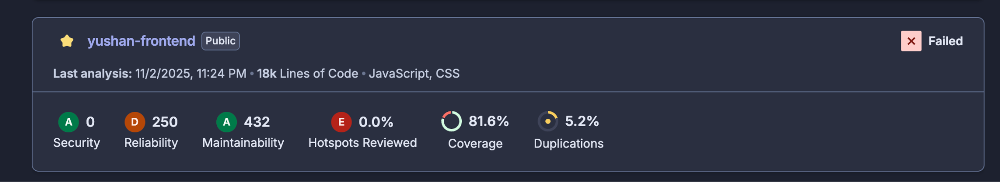 yushan-frontend Public
Failed
Last analysis: 11/2/2025, 11:24 PM • 18k Lines of Code • JavaScript, CSS
A 0 D 250 A 432 E 0.0% 81.6% 5.2%
Security Reliability Maintainability Hotspots Reviewed Coverage Duplications